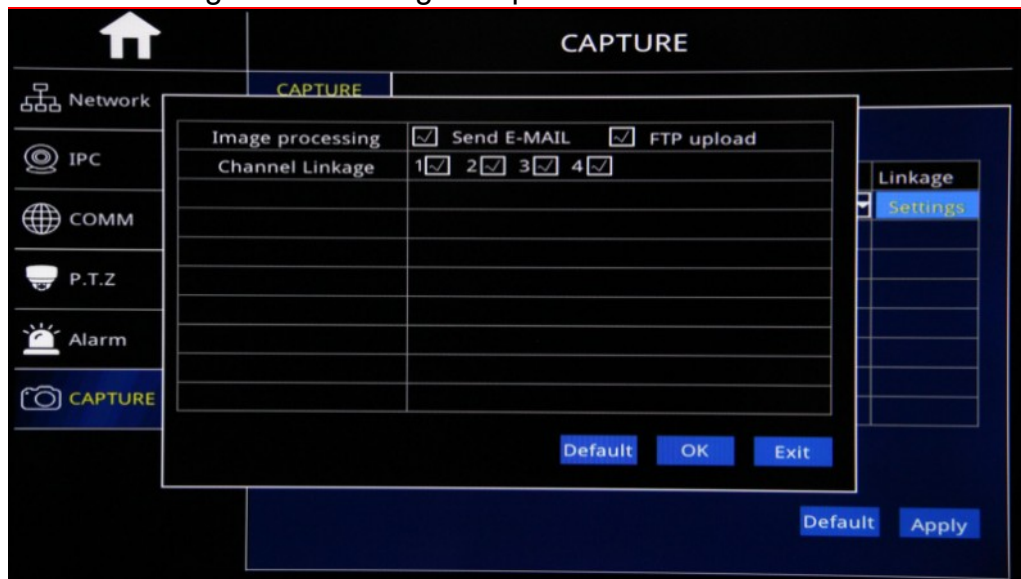 CAPTURE
CAPTURE
Network
IPC
COMM
P.T.Z
Alarm
CAPTURE
Image processing Send E-MAIL FTP upload
Channel Linkage 1 2 3 4
Linkage
Settings
Default OK Exit
Default Apply